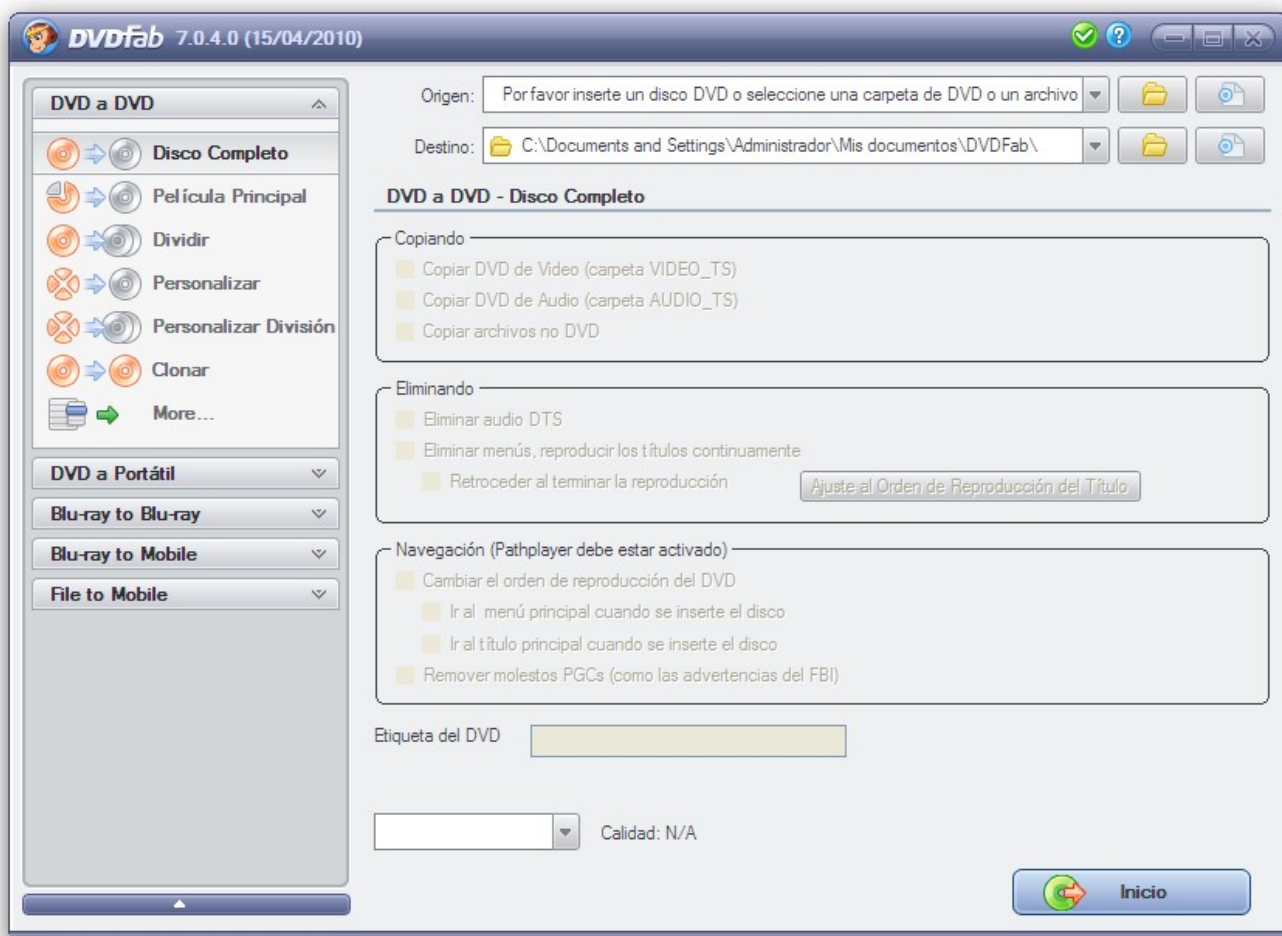 DVDFab 7.0.4.0 (15/04/2010)
DVD a DVD
Disco Completo
Película Principal
Dividir
Personalizar
Personalizar División
Clonar
More...
DVD a Portátil
Blu-ray to Blu-ray
Blu-ray to Mobile
File to Mobile
Origen: Por favor inserte un disco DVD o seleccione una carpeta de DVD o un archivo
Destino: C:\Documents and Settings\Administrador\Mis documentos\DVDFab\
DVD a DVD - Disco Completo
Copiando
Copiar DVD de Video (carpeta VIDEO_TS)
Copiar DVD de Audio (carpeta AUDIO_TS)
Copiar archivos no DVD
Eliminando
Eliminar audio DTS
Eliminar menús, reproducir los títulos continuamente
Retroceder al terminar la reproducción Ajuste al Orden de Reproducción del Título
Navegación (Pathplayer debe estar activado)
Cambiar el orden de reproducción del DVD
Ir al menú principal cuando se inserte el disco
Ir al título principal cuando se inserte el disco
Remover molestos PGCs (como las advertencias del FBI)
Etiqueta del DVD
Calidad: N/A
Inicio